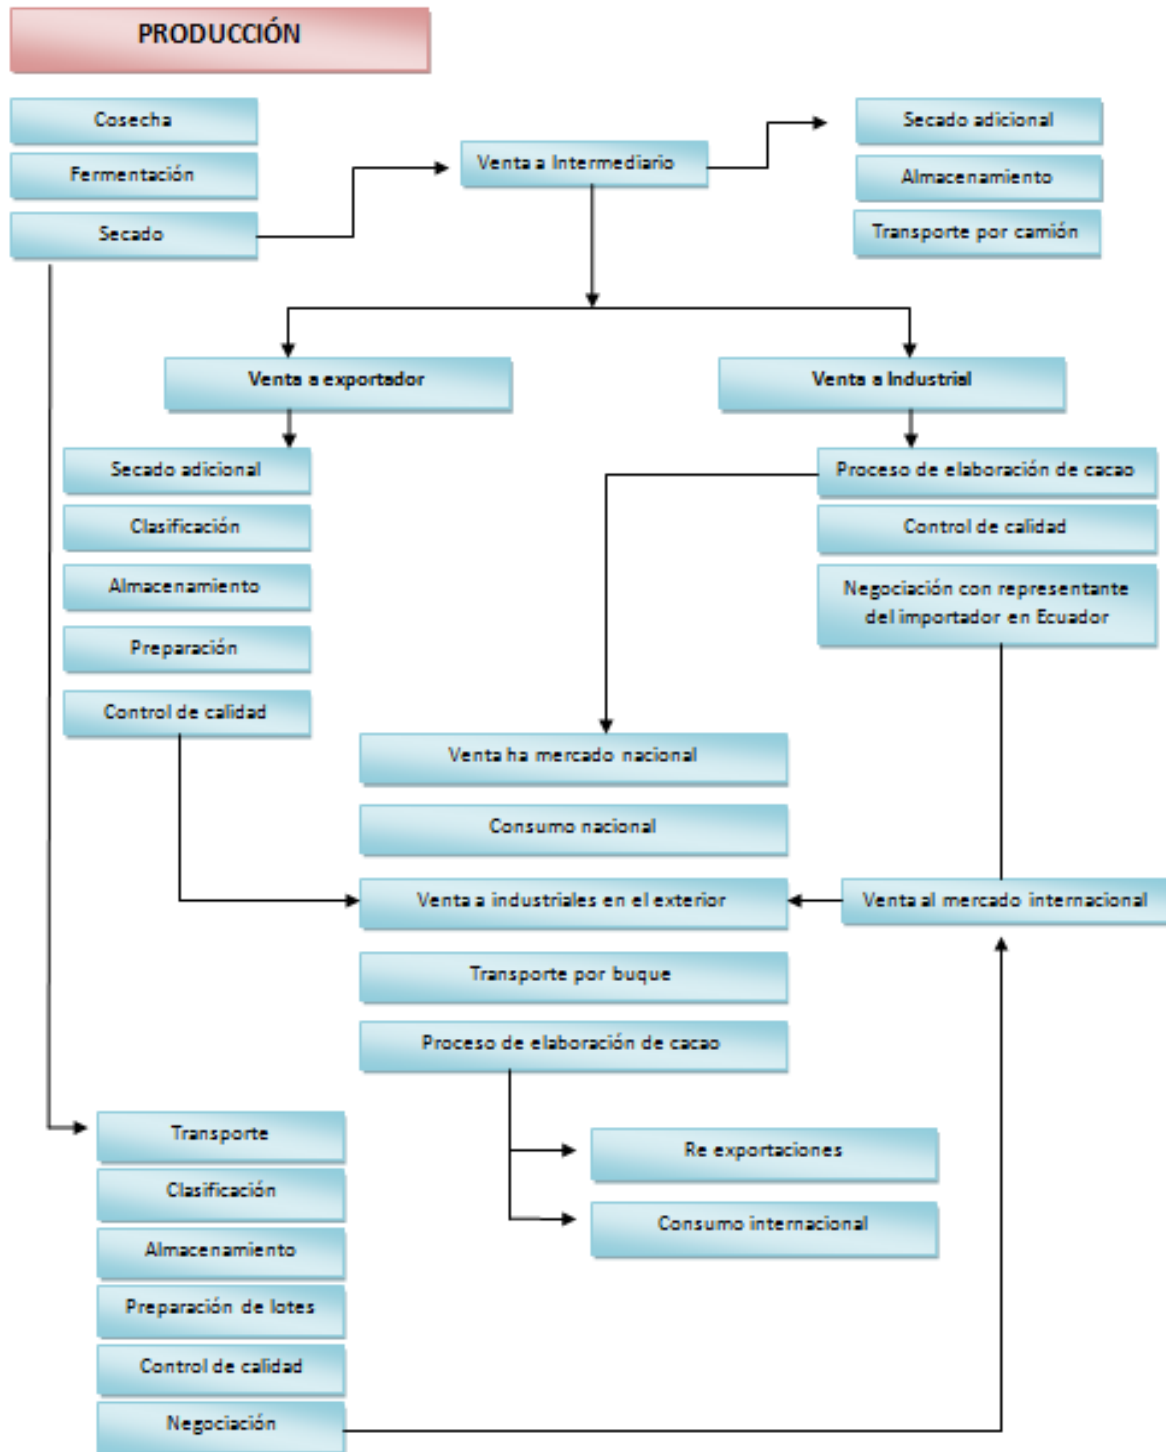 PRODUCCIÓN
Cosecha
Fermentación
Secado
Venta a Intermediario
Secado adicional
Almacenamiento
Transporte por camión
Venta a exportador
Venta a Industrial
Secado adicional
Clasificación
Almacenamiento
Preparación
Control de calidad
Proceso de elaboración de cacao
Control de calidad
Negociación con representante
del importador en Ecuador
Venta ha mercado nacional
Consumo nacional
Venta a industriales en el exterior
Venta al mercado internacional
Transporte por buque
Proceso de elaboración de cacao
Re exportaciones
Consumo internacional
Transporte
Clasificación
Almacenamiento
Preparación de lotes
Control de calidad
Negociación